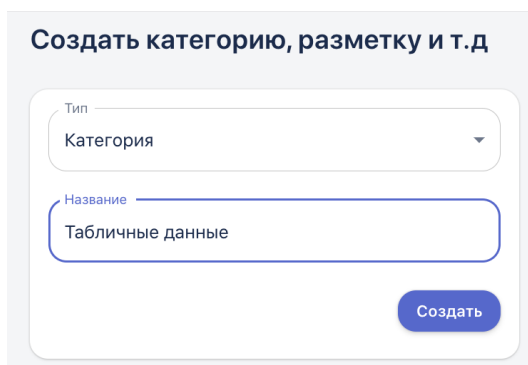 Создать категорию, разметку и т.д
Тип
Категория
Название
Табличные данные
Создать